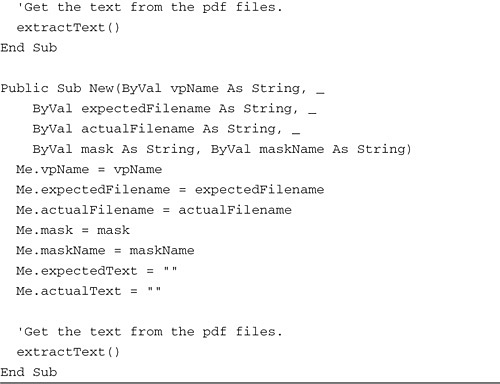 'Get the text from the pdf files.
extractText()
End Sub
Public Sub New(ByVal vpName As String, _
ByVal expectedFilename As String, _
ByVal actualFilename As String, _
ByVal mask As String, ByVal maskName As String)
Me.vpName = vpName
Me.expectedFilename = expectedFilename
Me.actualFilename = actualFilename
Me.mask = mask
Me.maskName = maskName
Me.expectedText = ""
Me.actualText = ""
'Get the text from the pdf files.
extractText()
End Sub